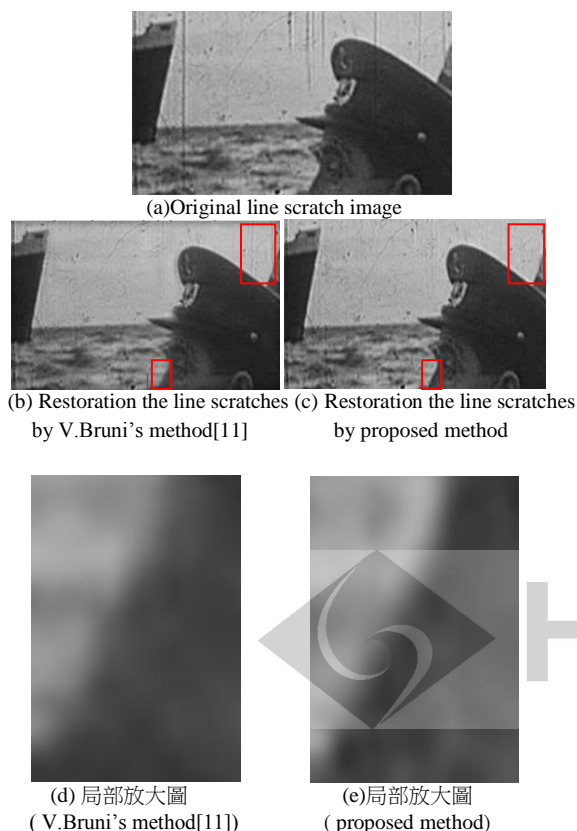 (a)Original line scratch image
(b) Restoration the line scratches
by V.Bruni’s method[11]
(c) Restoration the line scratches
by proposed method
(d) 局部放大圖
( V.Bruni’s method[11])
(e)局部放大圖
( proposed method)